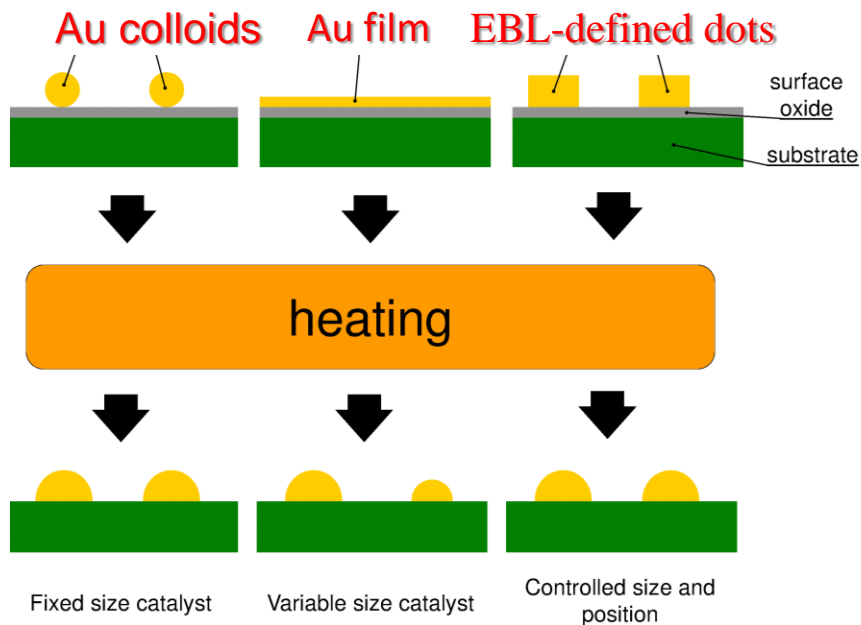 Au colloids
Au film
EBL-defined dots
surface
oxide
substrate
heating
Fixed size catalyst
Variable size catalyst
Controlled size and
position